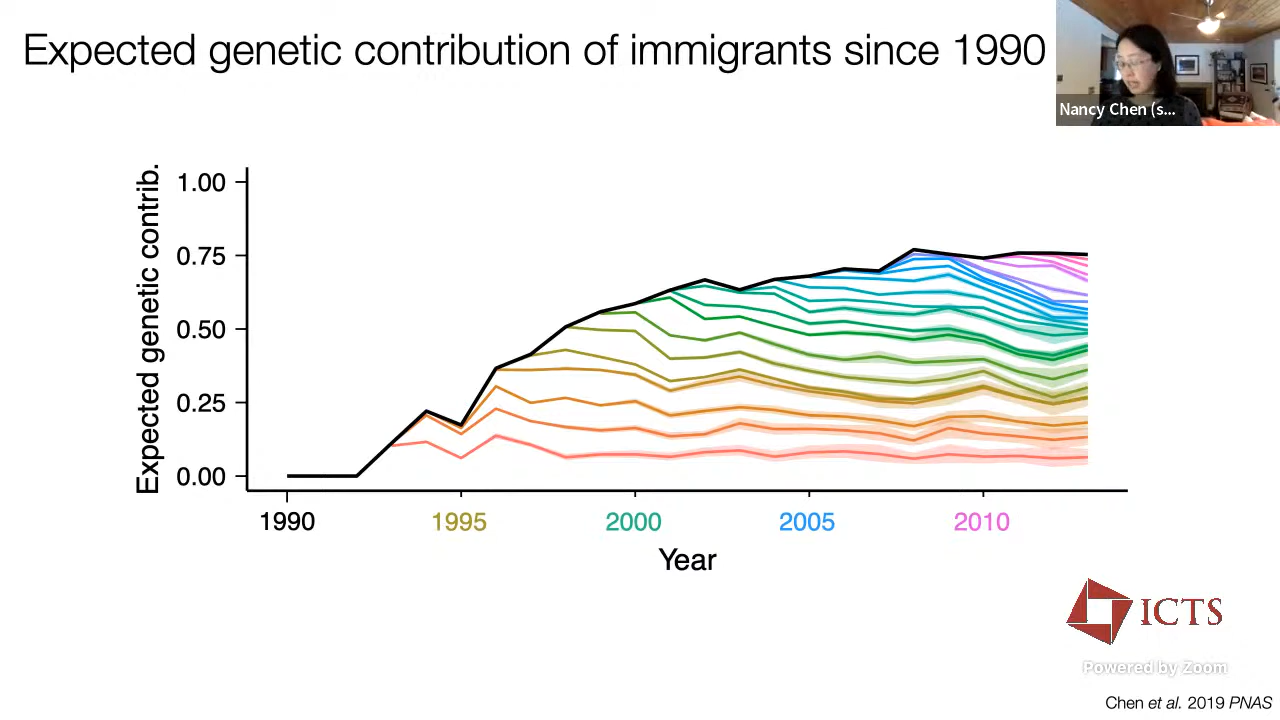 Expected genetic contribution of immigrants since 1990
Nancy Chen (s...
Expected genetic contrib.
1.00
0.75
0.50
0.25
0.00
1990 1995 2000 2005 2010
Year
ICTS
Powered by Zoom
Chen et al. 2019 PNAS